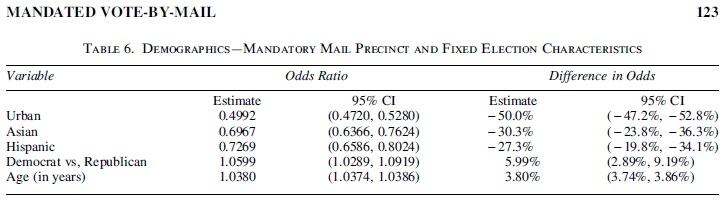 MANDATED VOTE-BY-MAIL 123
TABLE 6. DEMOGRAPHICS—MANDATORY MAIL PRECINCT AND FIXED ELECTION CHARACTERISTICS
Variable Odds Ratio Difference in Odds
Estimate 95% CI Estimate 95% CI
Urban 0.4992 (0.4720, 0.5280) −50.0% (−47.2%, −52.8%)
Asian 0.6967 (0.6366, 0.7624) −30.3% (−23.8%, −36.3%)
Hispanic 0.7269 (0.6586, 0.8024) −27.3% (−19.8%, −34.1%)
Democrat vs, Republican 1.0599 (1.0289, 1.0919) 5.99% (2.89%, 9.19%)
Age (in years) 1.0380 (1.0374, 1.0386) 3.80% (3.74%, 3.86%)